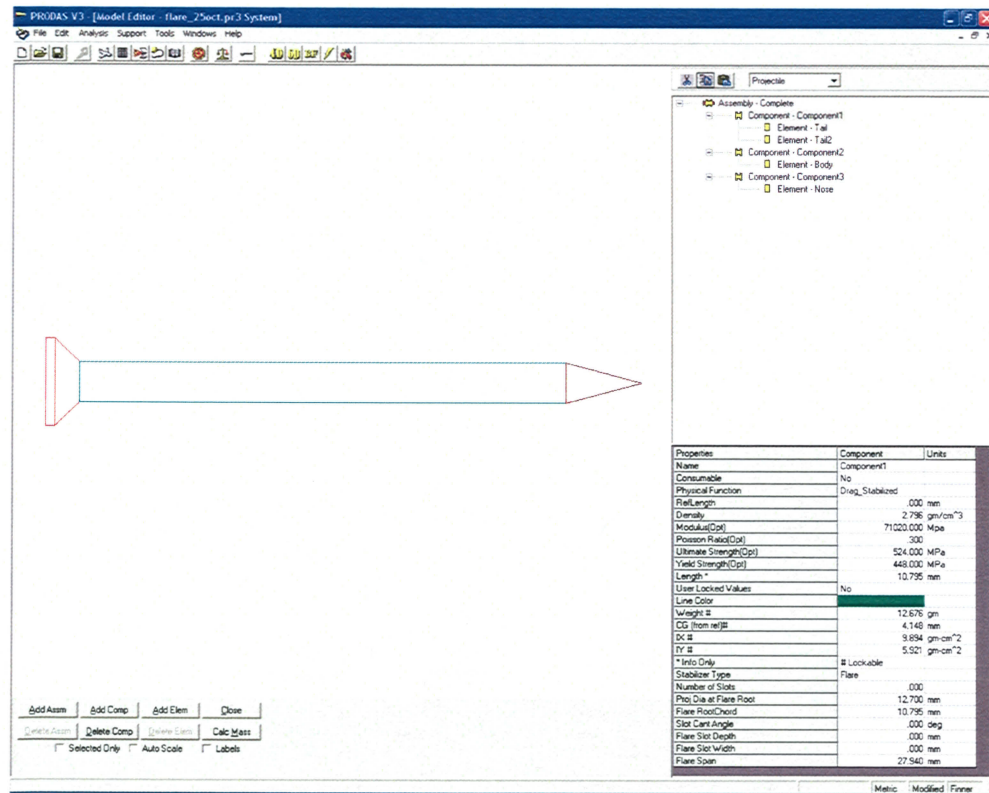 PRODAS V3 - [Model Editor - flare_25oct.pr3 System]
File Edit Analysis Support Tools Windows Help
Projectile
Assembly - Complete
Component - Component1
Element - Tail
Element - Tail2
Component - Component2
Element - Body
Component - Component3
Element - Nose
Properties Component Units
Name Component1
Consumable No
Physical Function Drag_Stabilized
RefLength .000 mm
Density 2.796 gm/cm^3
Modulus(Opt) 71020.000 Mpa
Poisson Ratio(Opt) .300
Ultimate Strength(Opt) 524.000 MPa
Yield Strength(Opt) 448.000 MPa
Length * 10.795 mm
User Locked Values No
Line Color
Weight # 12.676 gm
CG (from ref)# 4.148 mm
IX # 9.894 gm-cm^2
IY # 5.921 gm-cm^2
* Info Only # Lockable
Stabilizer Type Flare
Number of Slots .000
Proj Dia at Flare Root 12.700 mm
Flare RootChord 10.795 mm
Slot Cant Angle .000 deg
Flare Slot Depth .000 mm
Flare Slot Width .000 mm
Flare Span 27.940 mm
Add Assm Add Comp Add Elem Close
Delete Assm Delete Comp Delete Elem Calc Mass
Selected Only Auto Scale Labels
Metric Modified Finner